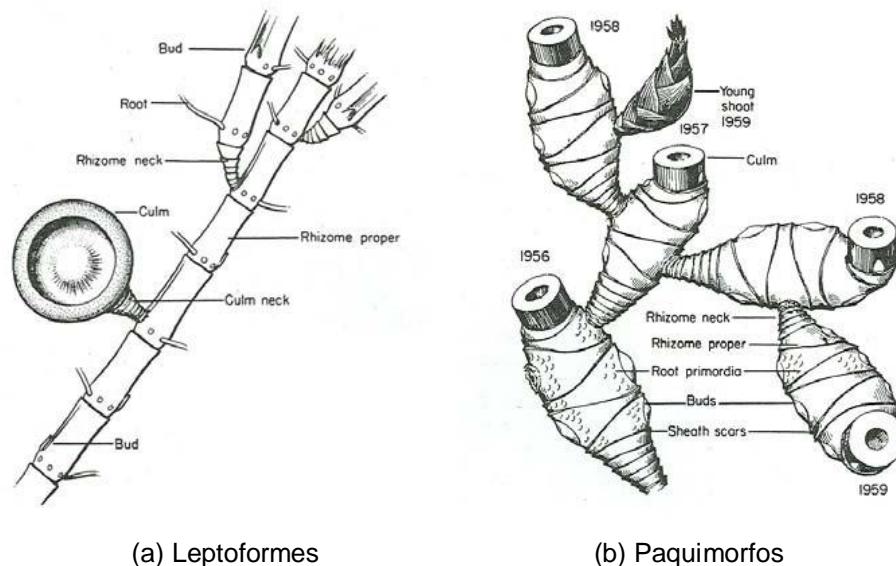 Bud
Root
Rhizome neck
Culm
Rhizome proper
Culm neck
Bud
(a) Leptoformes
1958
Young
shoot
1959
1957
Culm
1958
1956
Rhizome neck
Rhizome proper
Root primordia
Buds
Sheath scars
1959
(b) Paquimorfos